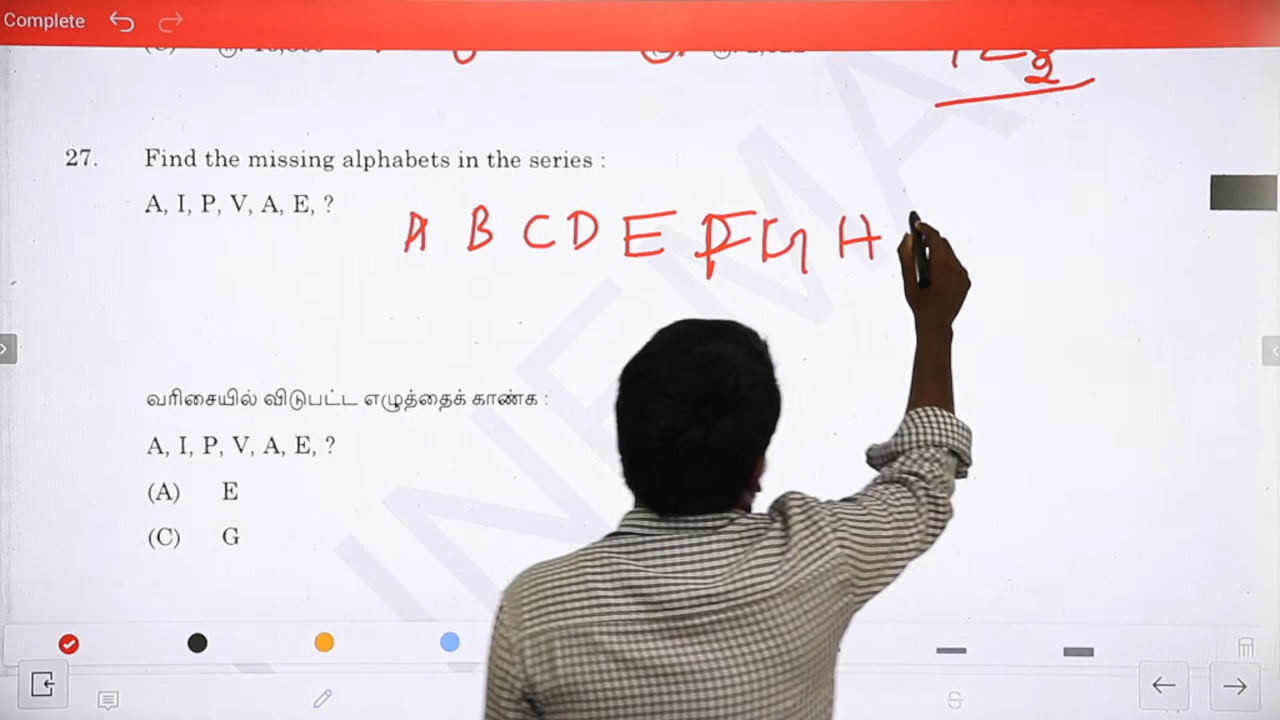 Complete
27. Find the missing alphabets in the series :
A, I, P, V, A, E, ?
A B C D E F G H
வரிசையில் விடுபட்ட எழுத்தைக் காண்க :
A, I, P, V, A, E, ?
(A) E
(C) G